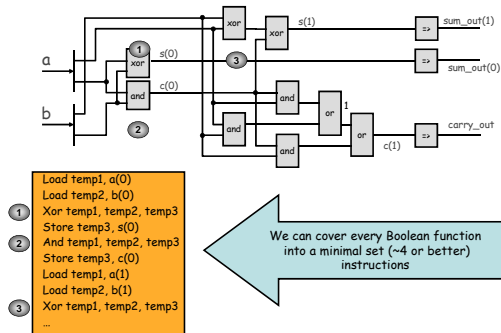 xor
xor
s(1)
=>
sum_out(1)
a
1
xor
s(0)
3
=>
sum_out(0)
and
c(0)
b
2
and
and
or
1
and
or
c(1)
=>
carry_out
Load temp1, a(0)
Load temp2, b(0)
1 Xor temp1, temp2, temp3
Store temp3, s(0)
2 And temp1, temp2, temp3
Store temp3, c(0)
Load temp1, a(1)
Load temp2, b(1)
3 Xor temp1, temp2, temp3
…
We can cover every Boolean function
into a minimal set (~4 or better)
instructions